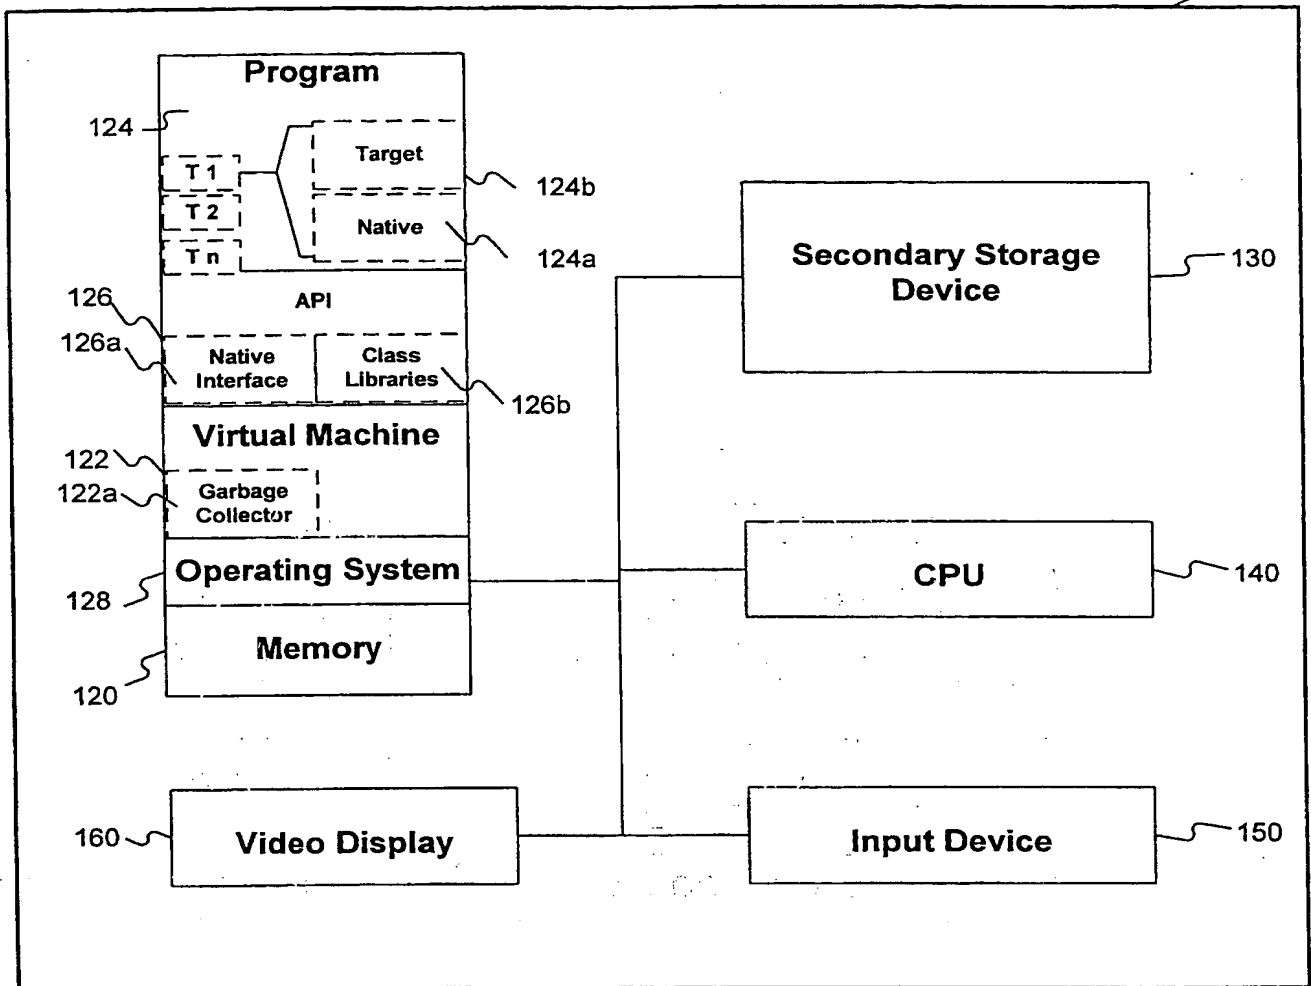 Program
124
T 1
Target
124b
T 2
Native
T n
124a
API
126
126a
Native
Interface
Class
Libraries
126b
Virtual Machine
122
122a
Garbage
Collector
Operating System
128
Memory
120
Secondary Storage
Device
130
CPU
140
160
Video Display
Input Device
150